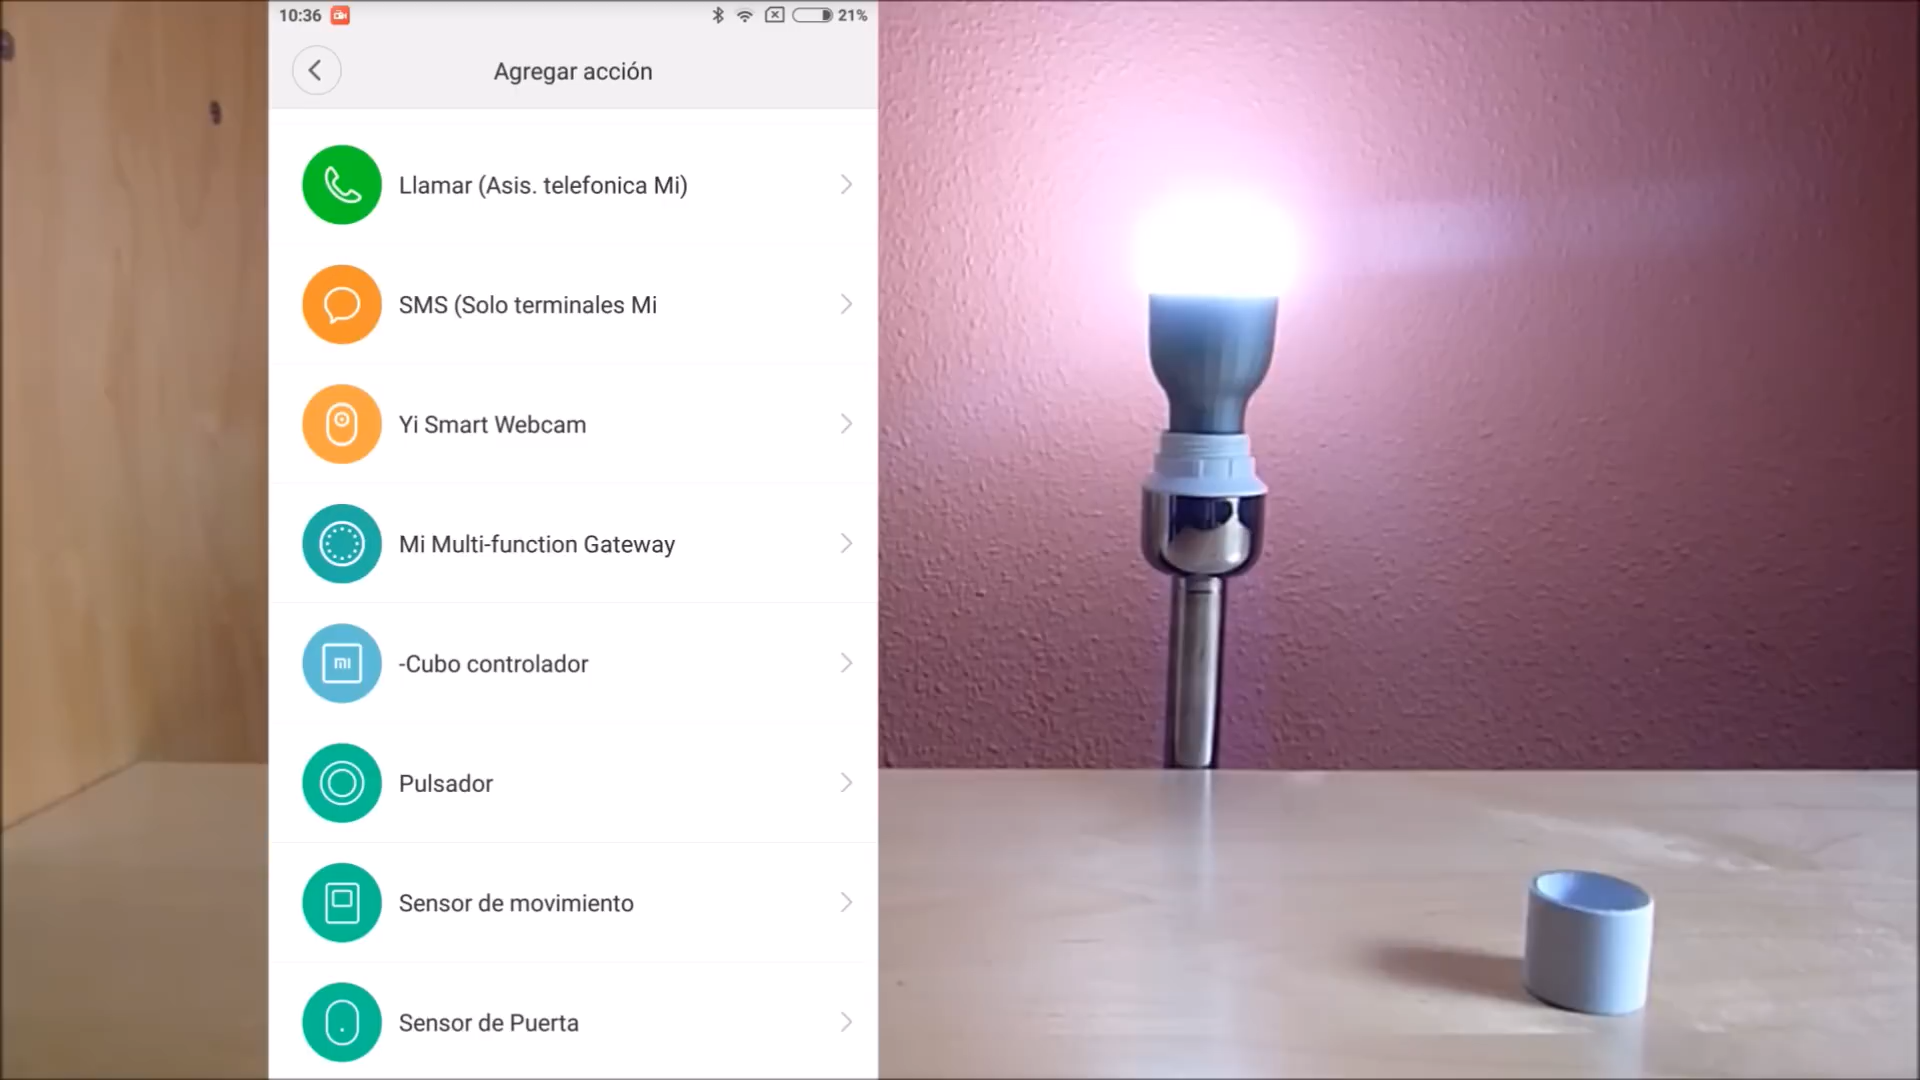 10:36
21%
Agregar acción
Llamar (Asis. telefonica Mi)
SMS (Solo terminales Mi
Yi Smart Webcam
Mi Multi-function Gateway
mi
-Cubo controlador
Pulsador
Sensor de movimiento
Sensor de Puerta